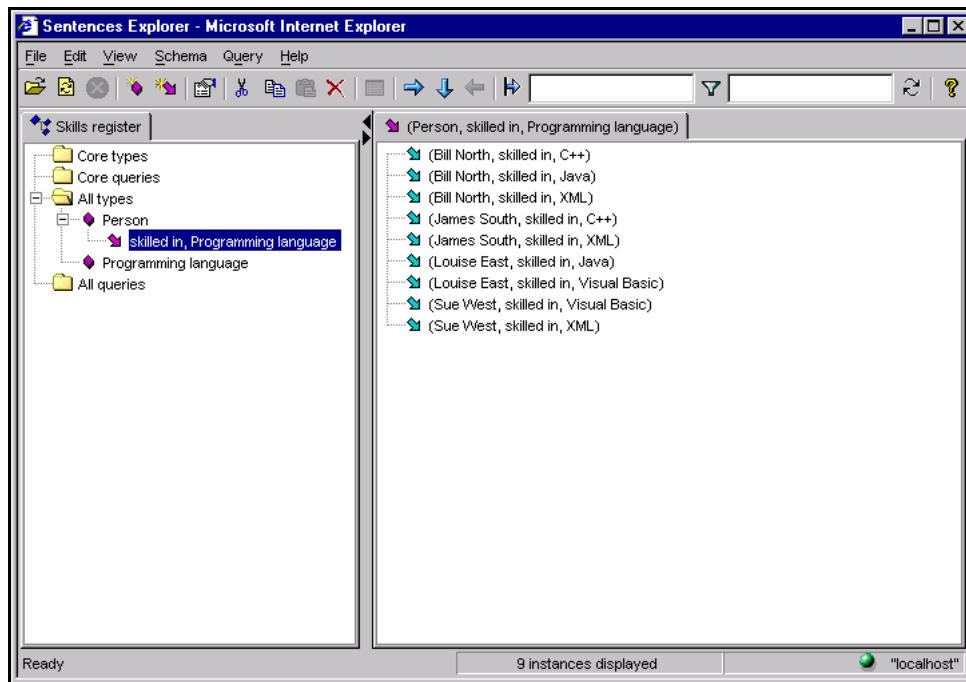 Sentences Explorer - Microsoft Internet Explorer
File Edit View Schema Query Help
Skills register
Core types
Core queries
All types
Person
skilled in, Programming language
Programming language
All queries
(Person, skilled in, Programming language)
(Bill North, skilled in, C++)
(Bill North, skilled in, Java)
(Bill North, skilled in, XML)
(James South, skilled in, C++)
(James South, skilled in, XML)
(Louise East, skilled in, Java)
(Louise East, skilled in, Visual Basic)
(Sue West, skilled in, Visual Basic)
(Sue West, skilled in, XML)
Ready 9 instances displayed "localhost"